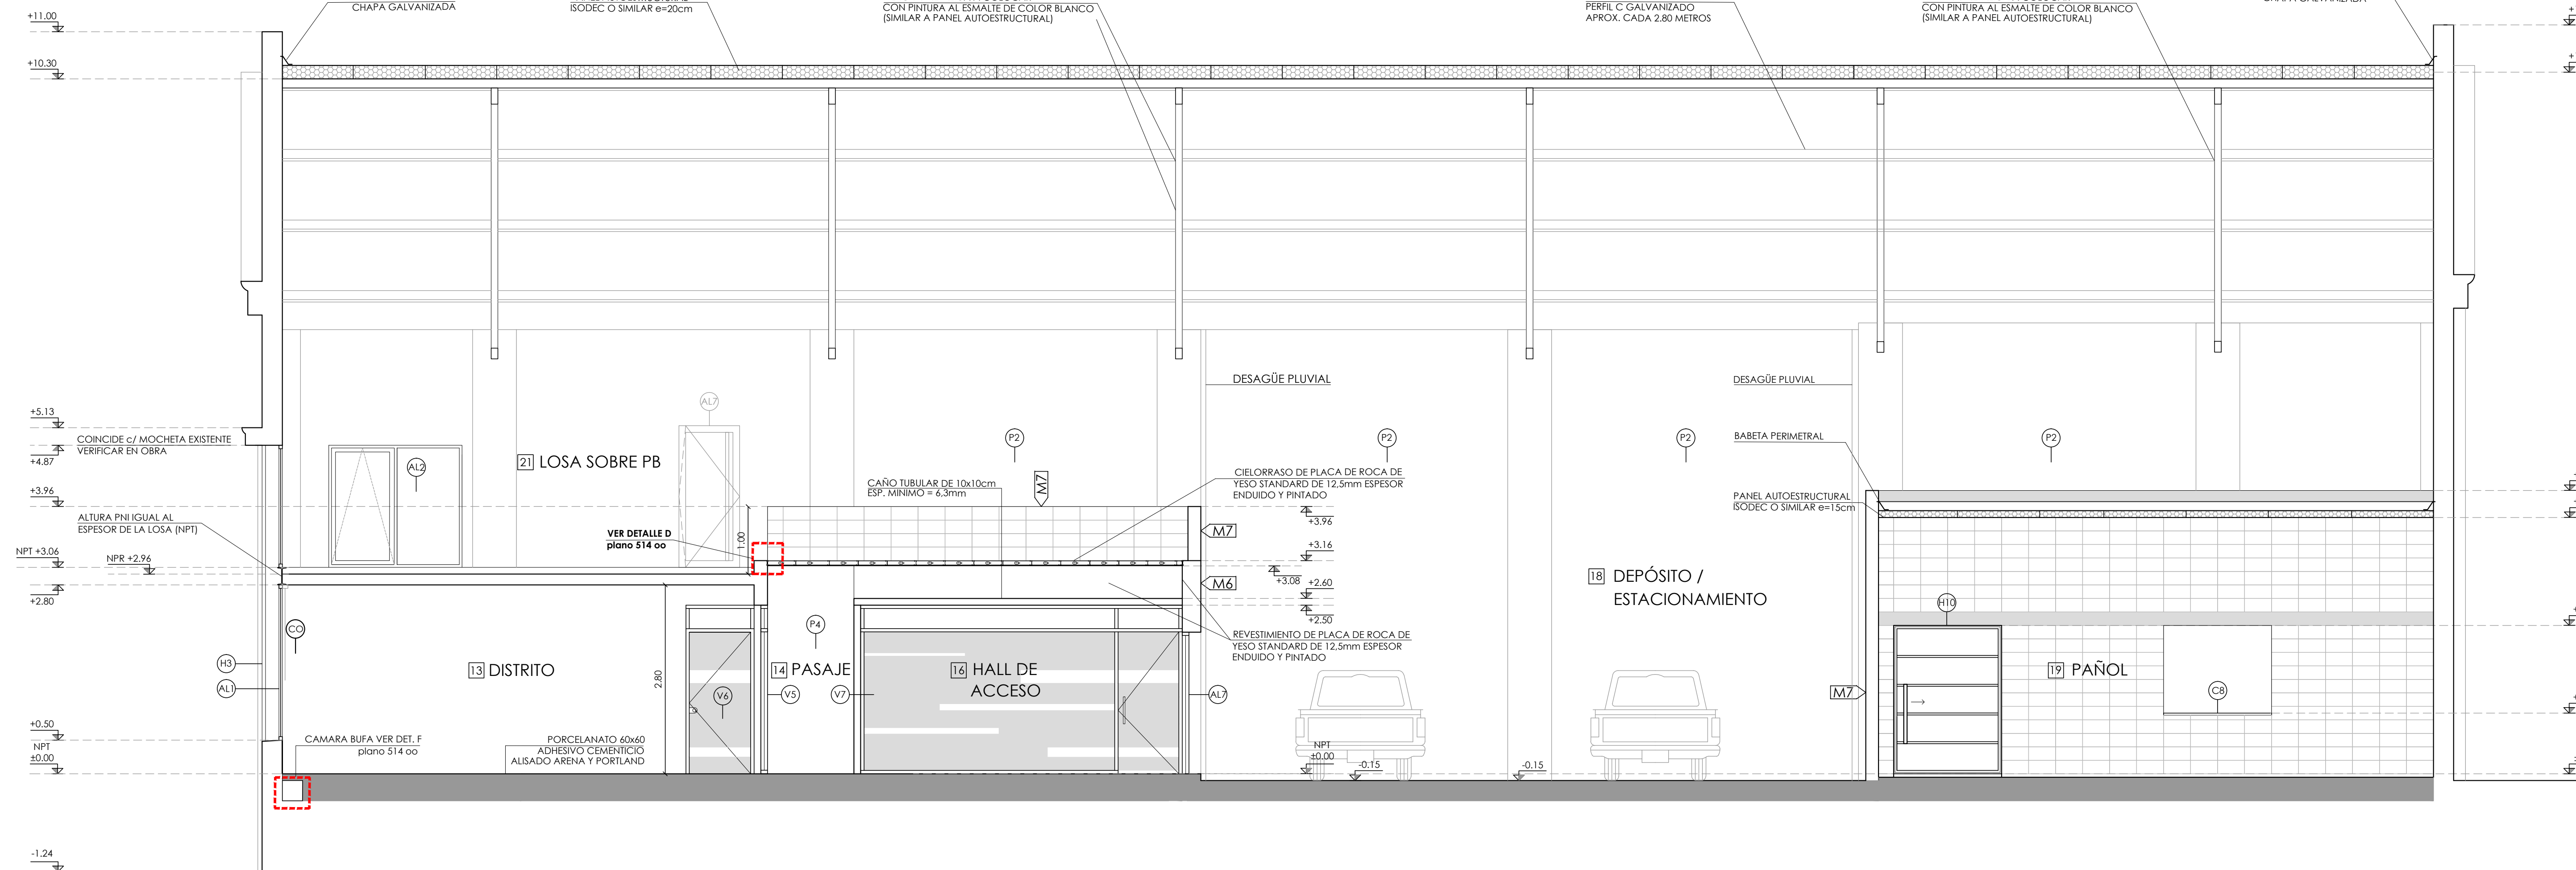 +11.00
CHAPA GALVANIZADA
ISODEC O SIMILAR e=20cm
CON PINTURA AL ESMALTE DE COLOR BLANCO
(SIMILAR A PANEL AUTOESTRUCTURAL)
PERFIL C GALVANIZADO
APROX. CADA 2.80 METROS
CON PINTURA AL ESMALTE DE COLOR BLANCO
(SIMILAR A PANEL AUTOESTRUCTURAL)
+10.30
DESAGÜE PLUVIAL
DESAGÜE PLUVIAL
AL7
+5.13
COINCIDE c/ MOCHETA EXISTENTE
VERIFICAR EN OBRA
+4.87
AL2
21 LOSA SOBRE PB
P2
P2
P2
BABETA PERIMETRAL
P2
CAÑO TUBULAR DE 10x10cm
ESP. MINIMO = 6,3mm
M7
CIELORRASO DE PLACA DE ROCA DE
YESO STANDARD DE 12,5mm ESPESOR
ENDUIDO Y PINTADO
+3.96
PANEL AUTOESTRUCTURAL
ISODEC O SIMILAR e=15cm
ALTURA PNI IGUAL AL
ESPESOR DE LA LOSA (NPT)
VER DETALLE D
plano 514 oo
1.00
M7
+3.96
NPT +3.06
NPR +2.96
+3.16
+3.08
M6
+2.60
+2.50
+2.80
18 DEPÓSITO /
ESTACIONAMIENTO
H10
CO
P4
REVESTIMIENTO DE PLACA DE ROCA DE
YESO STANDARD DE 12,5mm ESPESOR
ENDUIDO Y PINTADO
H3
AL1
13 DISTRITO
2.80
V6
14 PASAJE
V5
V7
16 HALL DE
ACCESO
AL7
M7
19 PAÑOL
C8
+0.50
NPT
±0.00
CAMARA BUFA VER DET. F
plano 514 oo
PORCELANATO 60x60
ADHESIVO CEMENTICIO
ALISADO ARENA Y PORTLAND
NPT
±0.00
-0.15
-0.15
-1.24